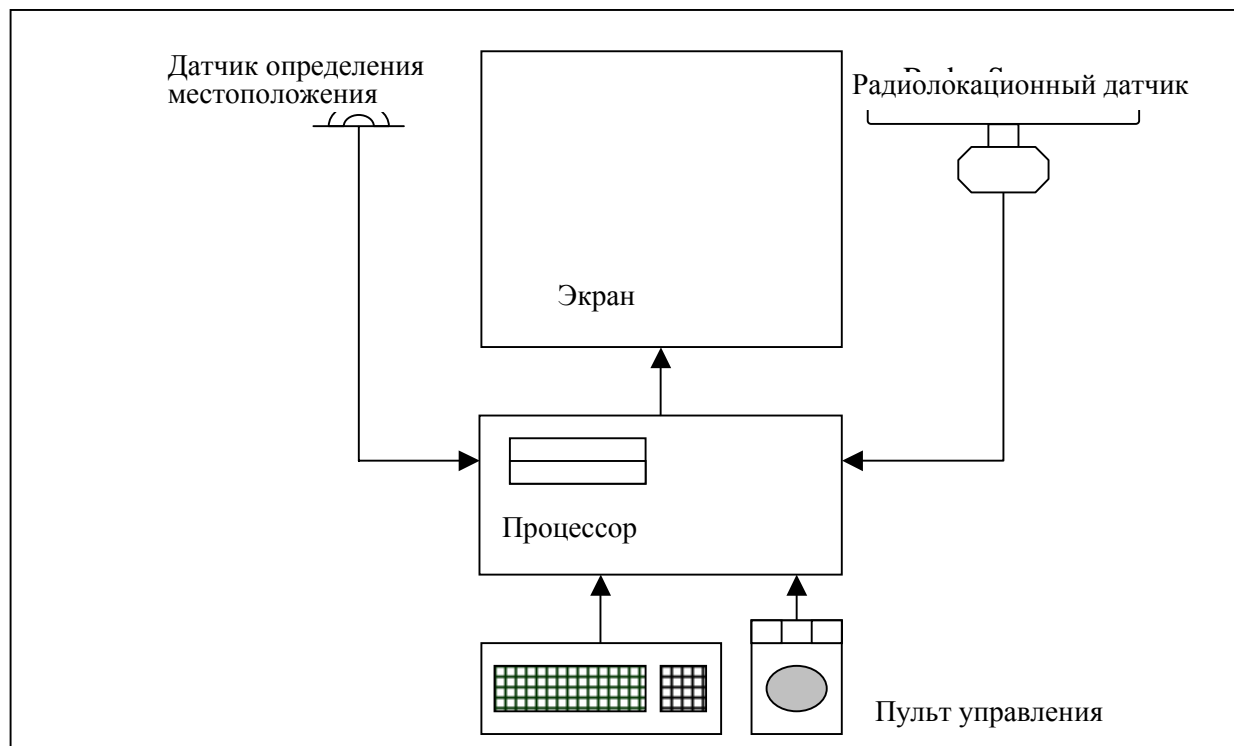 Датчик определения
местоположения
Радиолокационный датчик
Экран
Процессор
Пульт управления